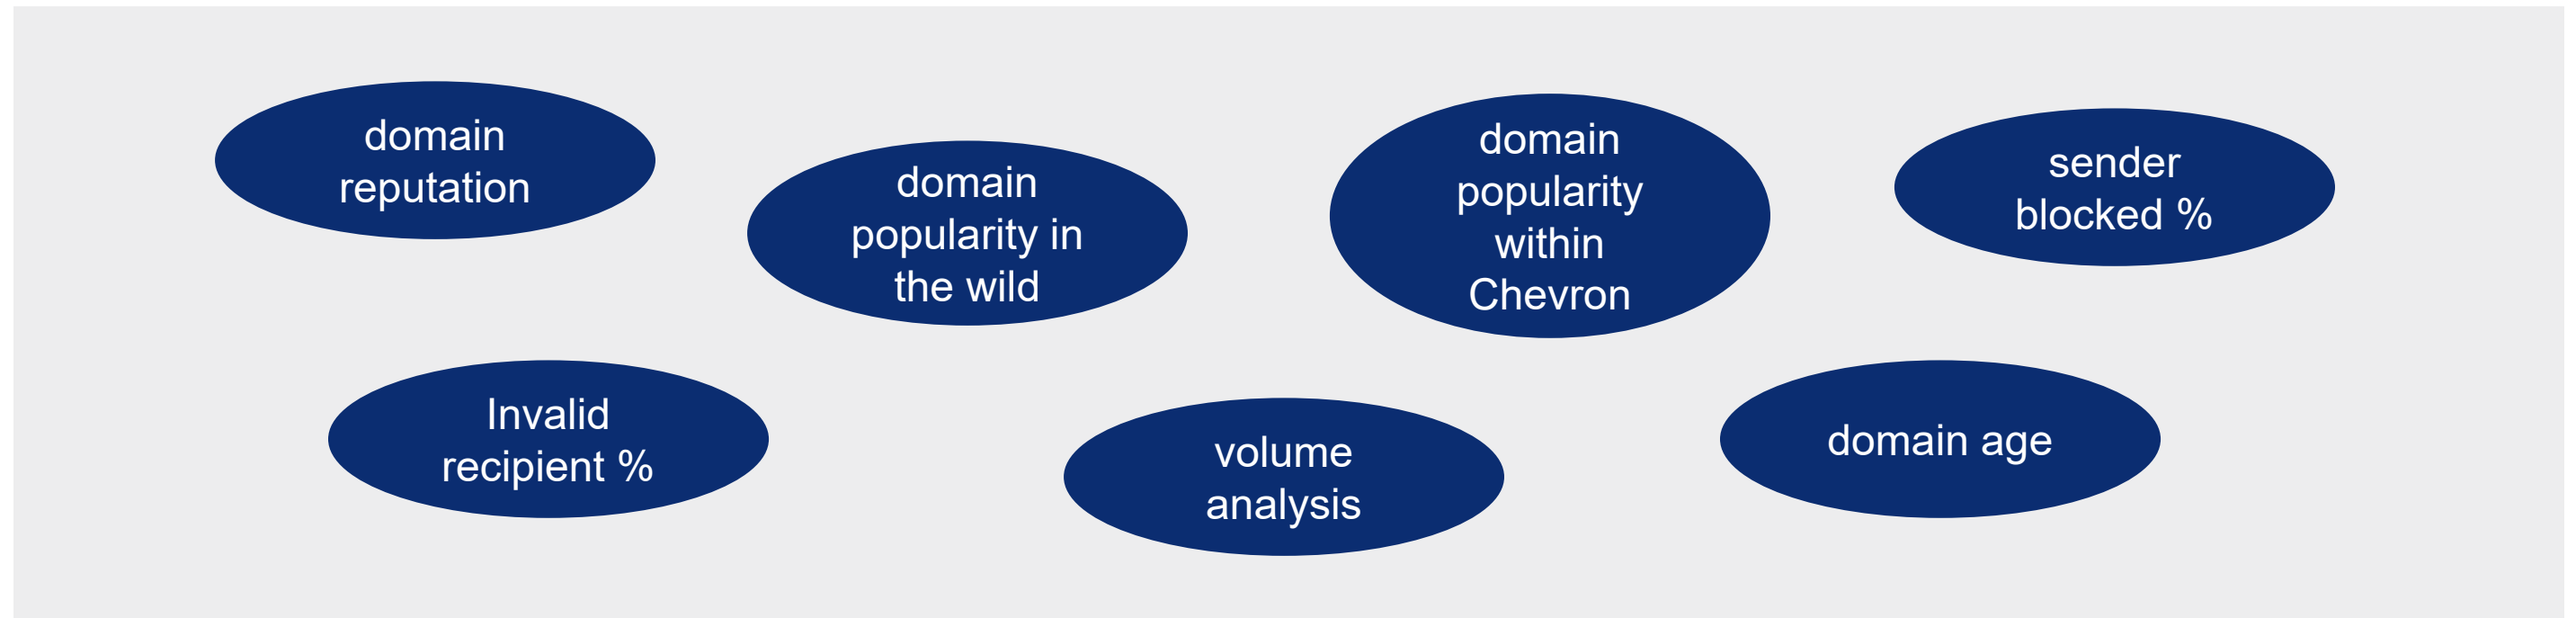 domain
reputation
domain
popularity in
the wild
domain
popularity
within
Chevron
sender
blocked %
Invalid
recipient %
volume
analysis
domain age